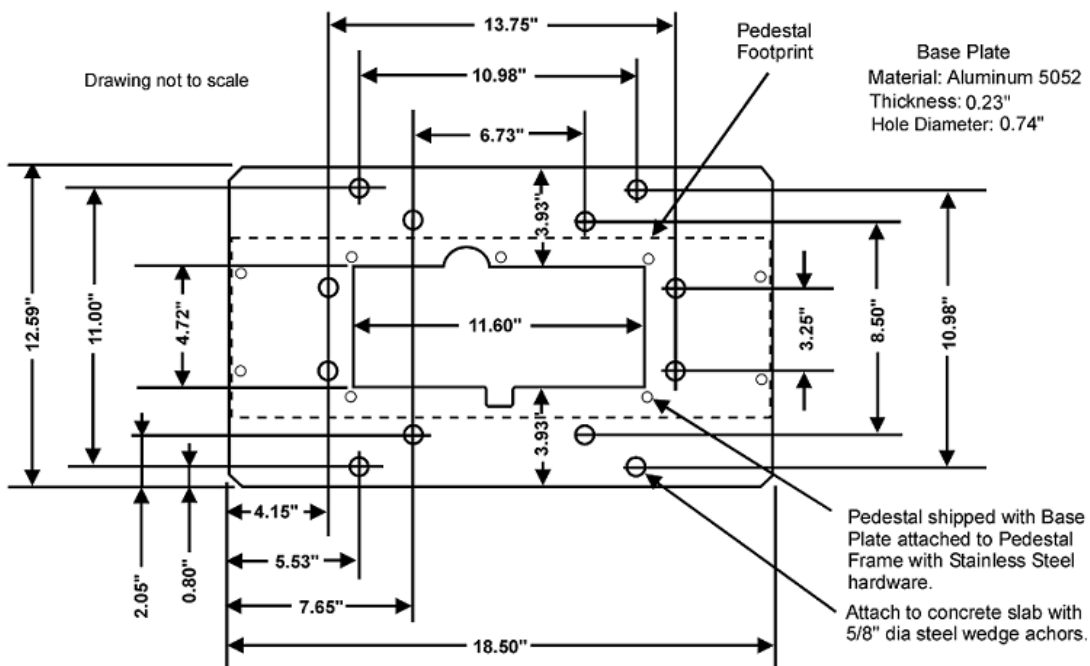 13.75"
Pedestal
Footprint
Base Plate
Material: Aluminum 5052
Thickness: 0.23"
Hole Diameter: 0.74"
Drawing not to scale
10.98"
6.73"
3.93"
12.59"
11.00"
4.72"
11.60"
3.25"
8.50"
10.98"
3.93"
4.15"
5.53"
7.65"
2.05"
0.80"
18.50"
Pedestal shipped with Base
Plate attached to Pedestal
Frame with Stainless Steel
hardware.
Attach to concrete slab with
5/8" dia steel wedge achors.